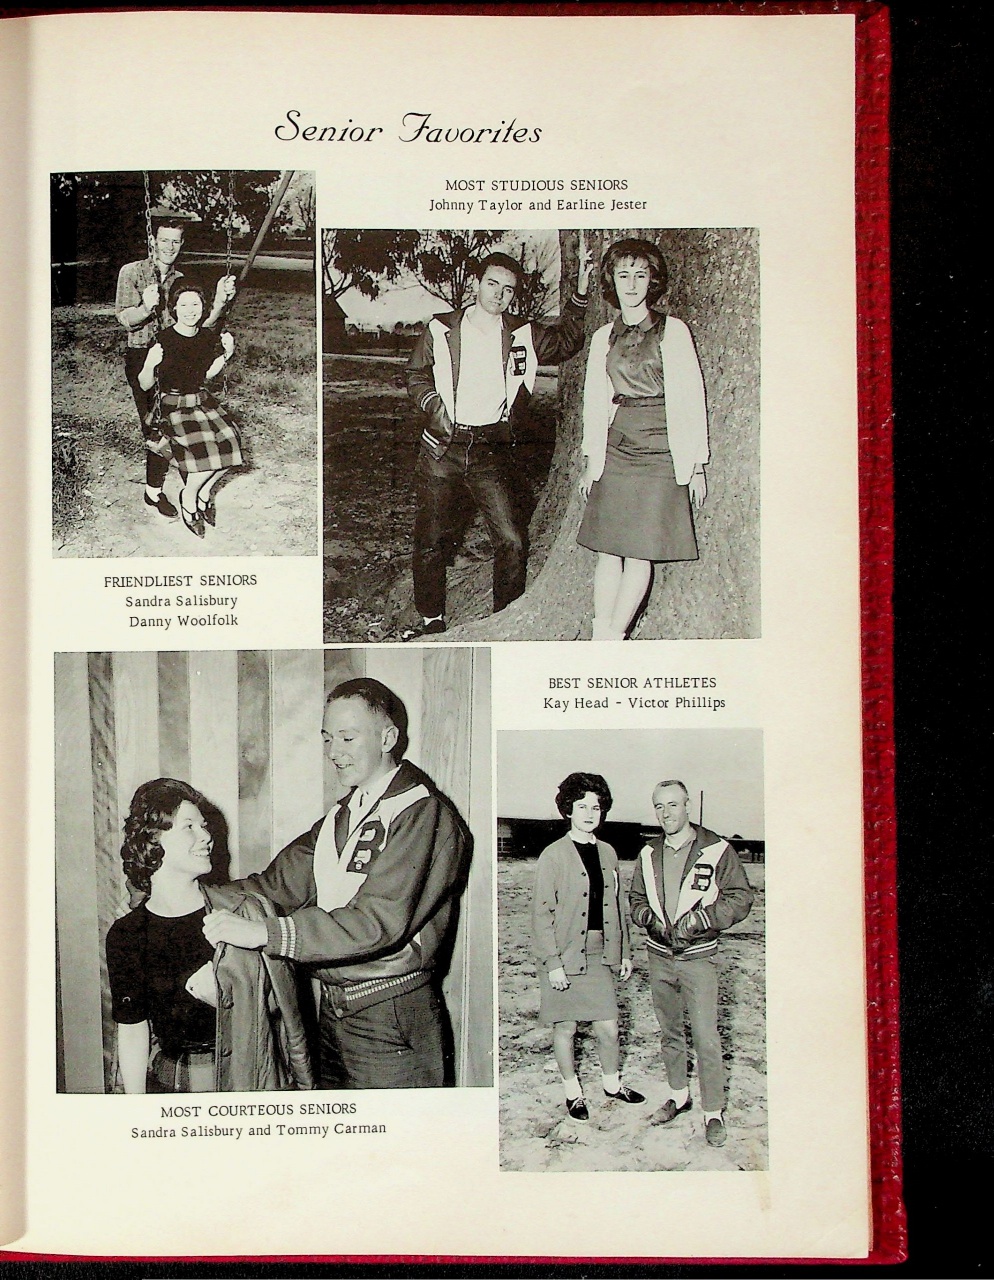 Senior Favorites
MOST STUDIOUS SENIORS
Johnny Taylor and Earline Jester
B
FRIENDLIEST SENIORS
Sandra Salisbury
Danny Woolfolk
BEST SENIOR ATHLETES
Kay Head - Victor Phillips
B
B
MOST COURTEOUS SENIORS
Sandra Salisbury and Tommy Carman